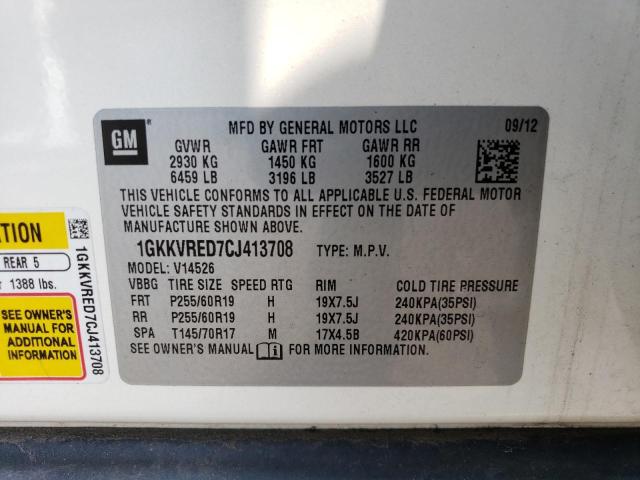 GM ®
MFD BY GENERAL MOTORS LLC 09/12
GVWR GAWR FRT GAWR RR
2930 KG 1450 KG 1600 KG
6459 LB 3196 LB 3527 LB
THIS VEHICLE CONFORMS TO ALL APPLICABLE U.S. FEDERAL MOTOR
VEHICLE SAFETY STANDARDS IN EFFECT ON THE DATE OF
MANUFACTURE SHOWN ABOVE.
1GKKVRED7CJ413708 TYPE: M.P.V.
MODEL: V14526
VBBG TIRE SIZE SPEED RTG RIM COLD TIRE PRESSURE
FRT P255/60R19 H 19X7.5J 240KPA(35PSI)
RR P255/60R19 H 19X7.5J 240KPA(35PSI)
SPA T145/70R17 M 17X4.5B 420KPA(60PSI)
SEE OWNER'S MANUAL FOR MORE INFORMATION.
REAR 5
1388 lbs.
SEE OWNER'S
MANUAL FOR
ADDITIONAL
INFORMATION
1GKKVRED7CJ413708